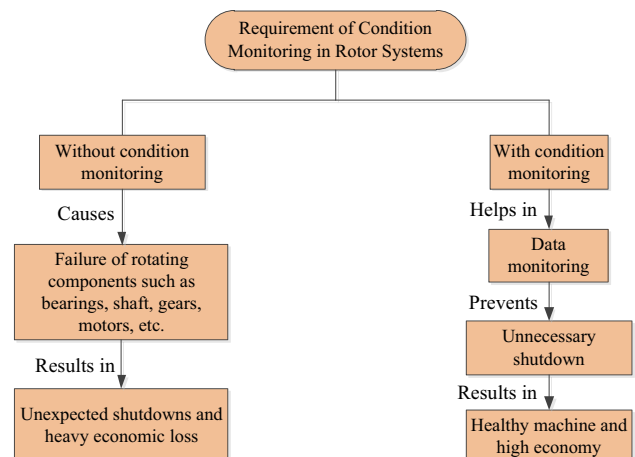 Requirement of Condition
Monitoring in Rotor Systems
Without condition
monitoring
Causes
Failure of rotating
components such as
bearings, shaft, gears,
motors, etc.
Results in
Unexpected shutdowns and
heavy economic loss
With condition
monitoring
Helps in
Data
monitoring
Prevents
Unnecessary
shutdown
Results in
Healthy machine and
high economy